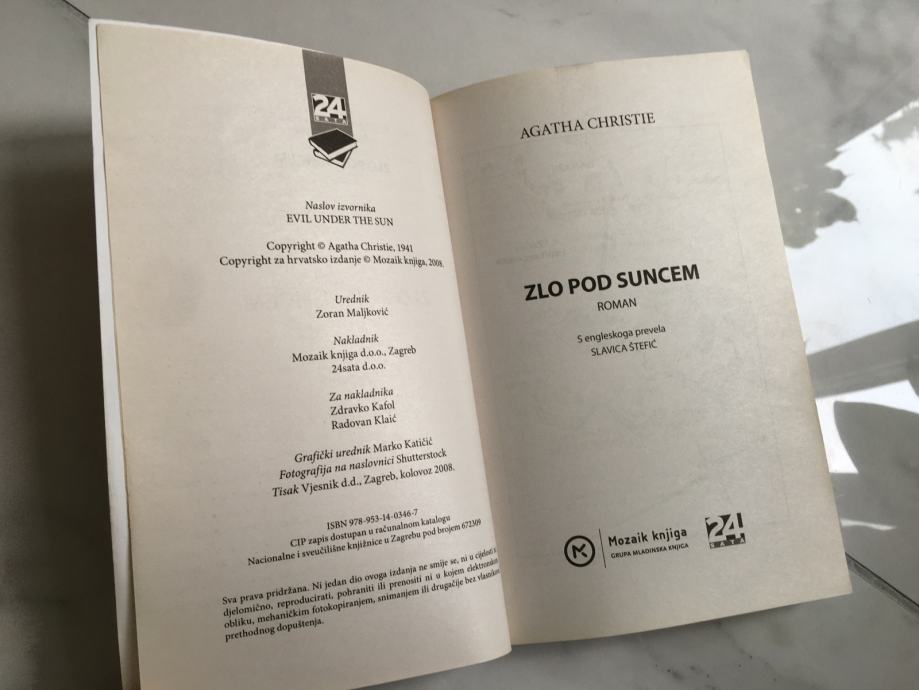 24
SATA
Naslov izvornika
EVIL UNDER THE SUN
Copyright © Agatha Christie, 1941
Copyright za hrvatsko izdanje © Mozaik knjiga, 2008.
Urednik
Zoran Maljković
Nakladnik
Mozaik knjiga d.o.o., Zagreb
24sata d.o.o.
Za nakladnika
Zdravko Kafol
Radovan Klaić
Grafički urednik Marko Katičić
Fotografija na naslovnici Shutterstock
Tisak Vjesnik d.d., Zagreb, kolovoz 2008.
ISBN 978-953-14-0346-7
CIP zapis dostupan u računalnom katalogu
Nacionalne i sveučilišne knjižnice u Zagrebu pod brojem 672309
Sva prava pridržana. Ni jedan dio ovoga izdanja ne smije se, ni u cijelosti
djelomično, reproducirati, pohraniti ili prenositi ni u kojem elektronskom
obliku, mehaničkim fotokopiranjem, snimanjem ili drugačije bez vlasnikova
prethodnog dopuštenja.
AGATHA CHRISTIE
ZLO POD SUNCEM
ROMAN
S engleskoga prevela
SLAVICA ŠTEFIĆ
Mozaik knjiga
GRUPA MLADINSKA KNJIGA
24
SATA